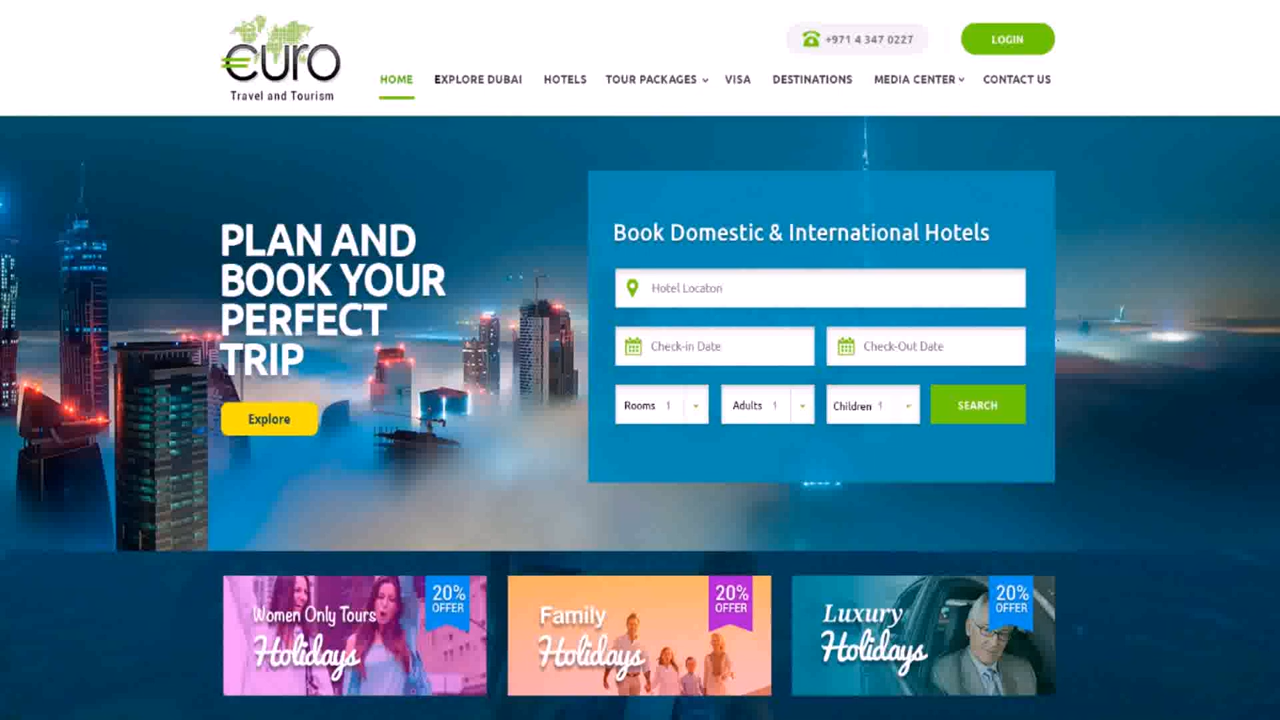 €uro
Travel and Tourism
+971 4 347 0227
LOGIN
HOME
EXPLORE DUBAI
HOTELS
TOUR PACKAGES
VISA
DESTINATIONS
MEDIA CENTER
CONTACT US
PLAN AND
BOOK YOUR
PERFECT
TRIP
Explore
Book Domestic & International Hotels
Hotel Locaton
Check-in Date
Check-Out Date
Rooms 1
Adults 1
Children 1
SEARCH
Women Only Tours
Holidays
20%
OFFER
Family
Holidays
20%
OFFER
Luxury
Holidays
20%
OFFER